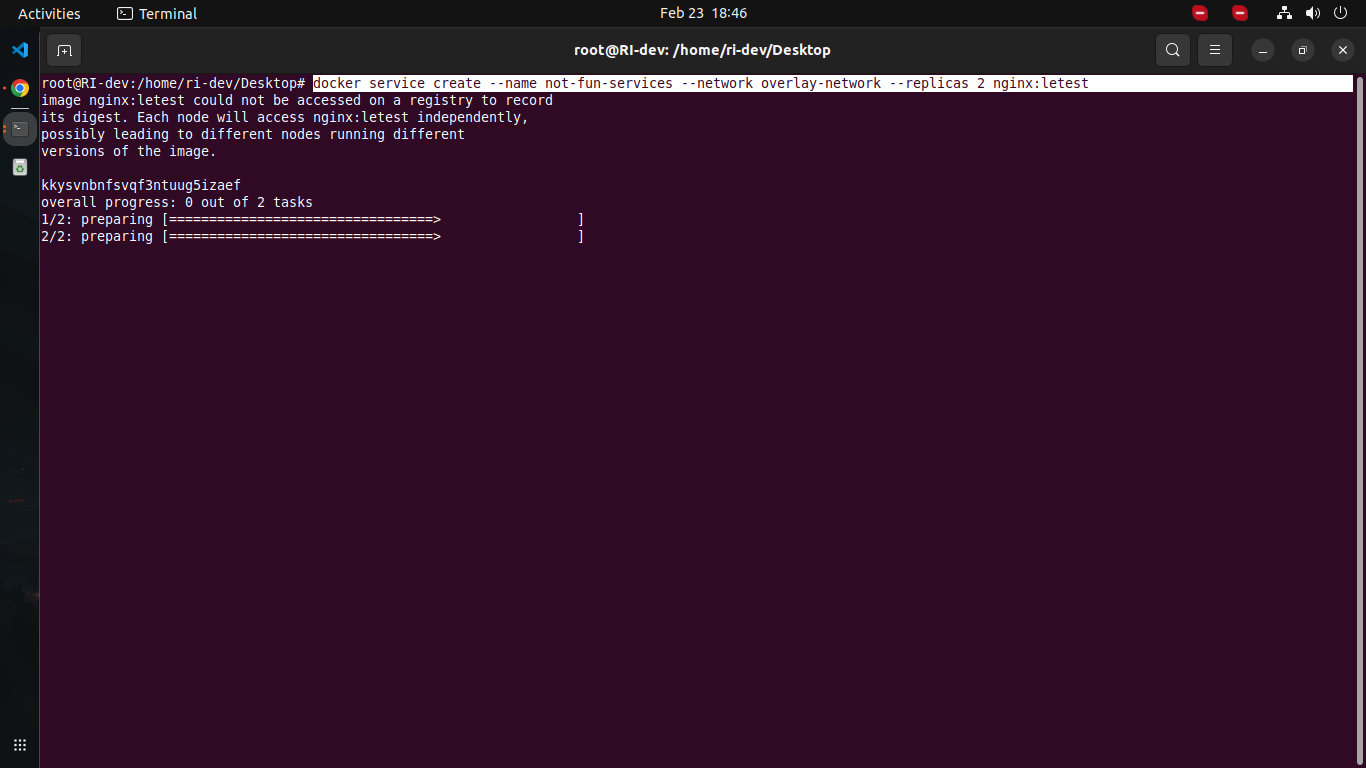 Activities
Terminal
Feb 23 18:46
root@RI-dev: /home/ri-dev/Desktop
root@RI-dev:/home/ri-dev/Desktop# docker service create --name not-fun-services --network overlay-network --replicas 2 nginx:letest
image nginx:letest could not be accessed on a registry to record
its digest. Each node will access nginx:letest independently,
possibly leading to different nodes running different
versions of the image.
kkysvnbnfsvqf3ntuug5izaef
overall progress: 0 out of 2 tasks
1/2: preparing [=================================>                 ]
2/2: preparing [=================================>                 ]